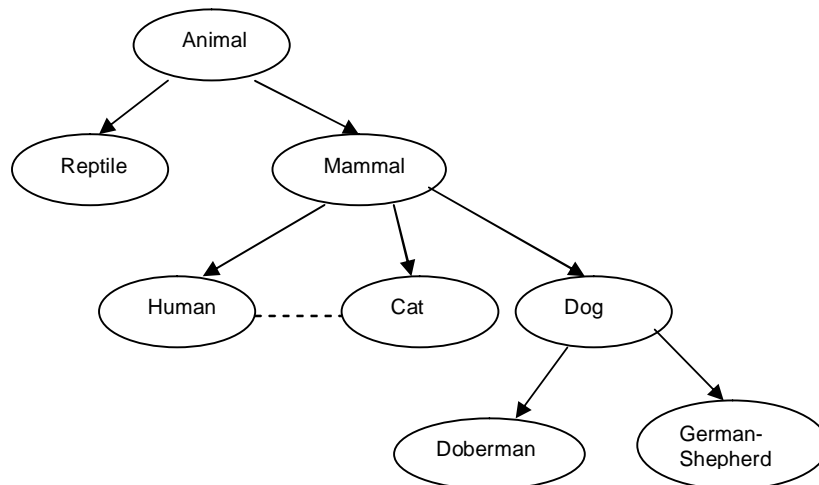 Animal
Reptile
Mammal
Human
Cat
Dog
Doberman
German-
Shepherd